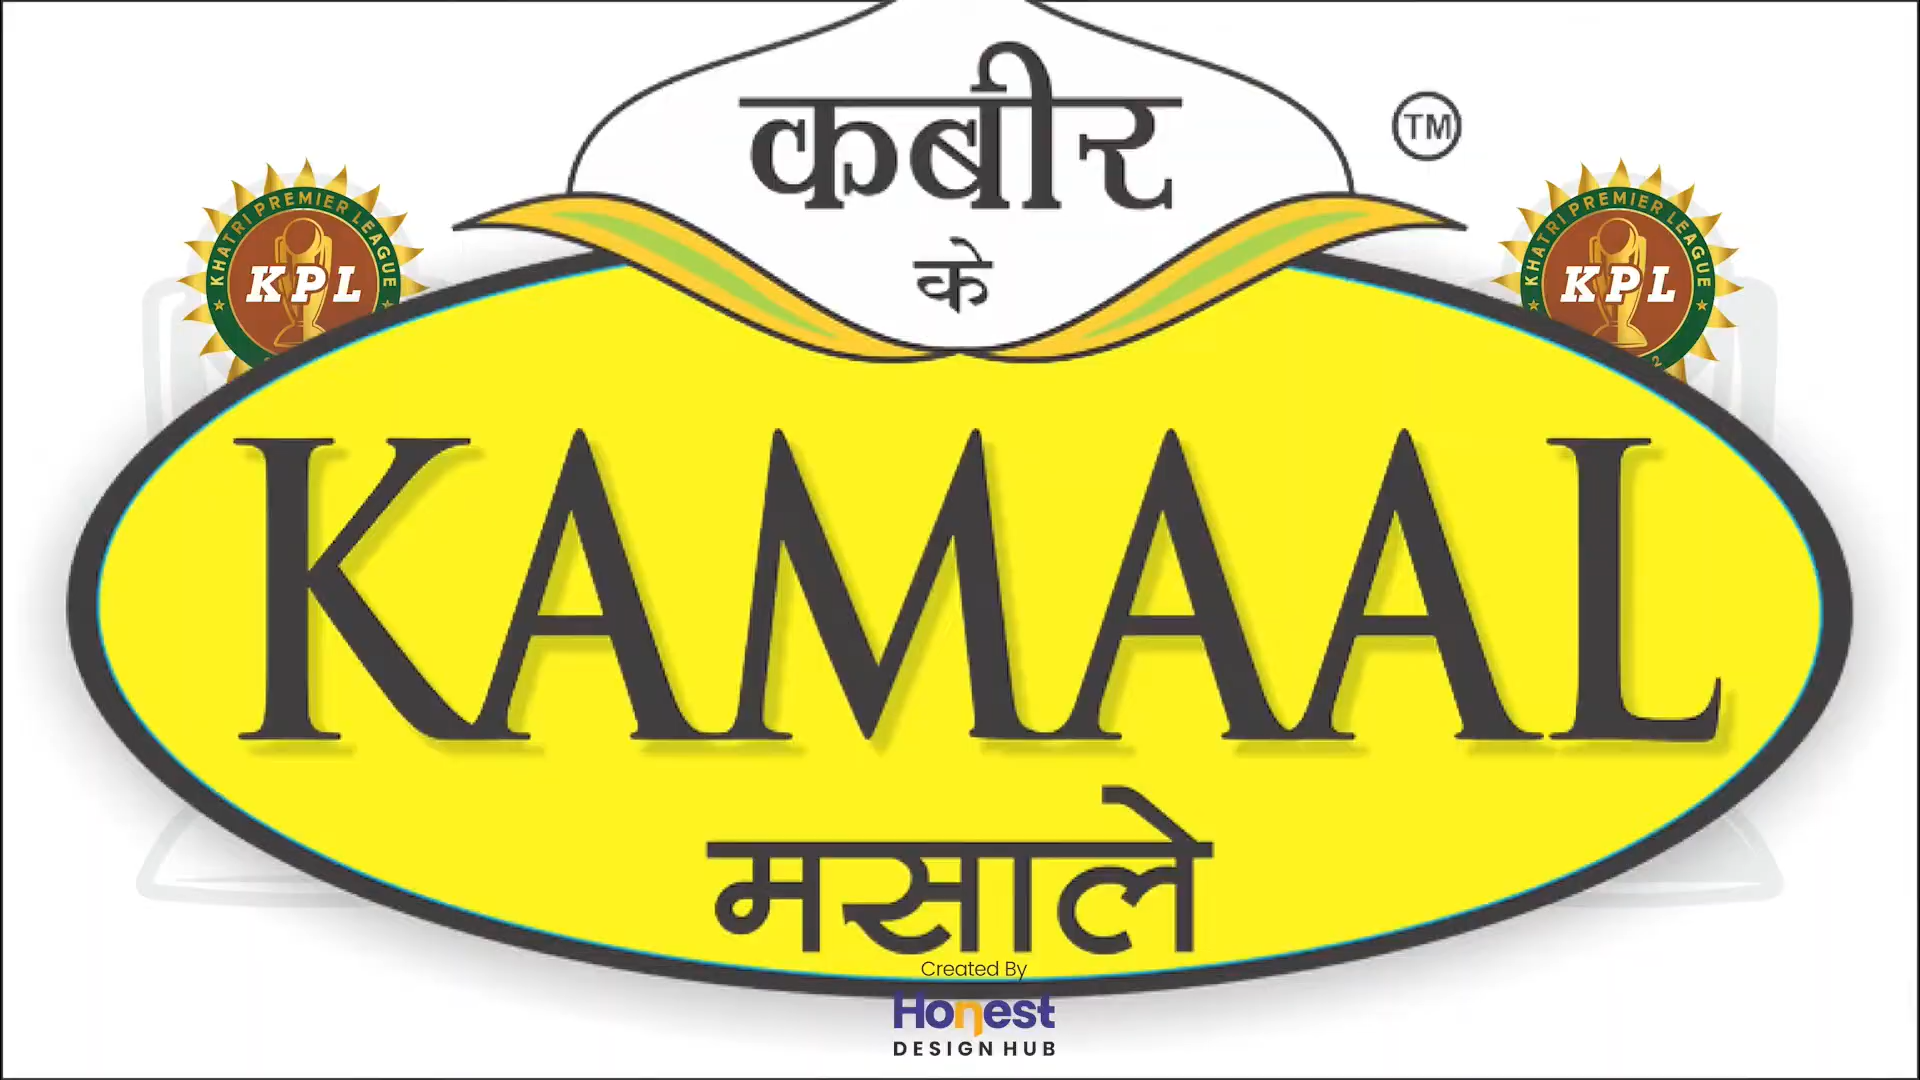 कबीर
TM
के
KHATRI PREMIER LEAGUE
KPL
KHATRI PREMIER LEAGUE
KPL
KAMAAL
मसाले
Created By
Honest
DESIGN HUB